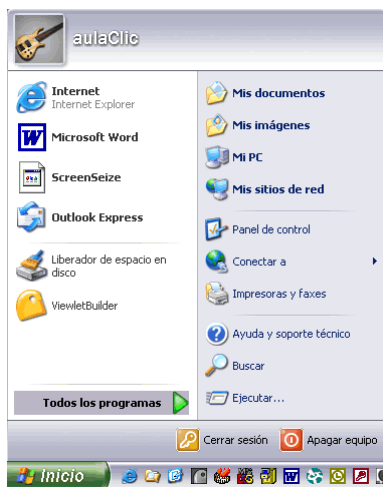 aulaClic
Internet
Internet Explorer
Microsoft Word
ScreenSeize
Outlook Express
Liberador de espacio en
disco
ViewletBuilder
Todos los programas
Mis documentos
Mis imágenes
Mi PC
Mis sitios de red
Panel de control
Conectar a
Impresoras y faxes
Ayuda y soporte técnico
Buscar
Ejecutar...
Cerrar sesión
Apagar equipo
Inicio